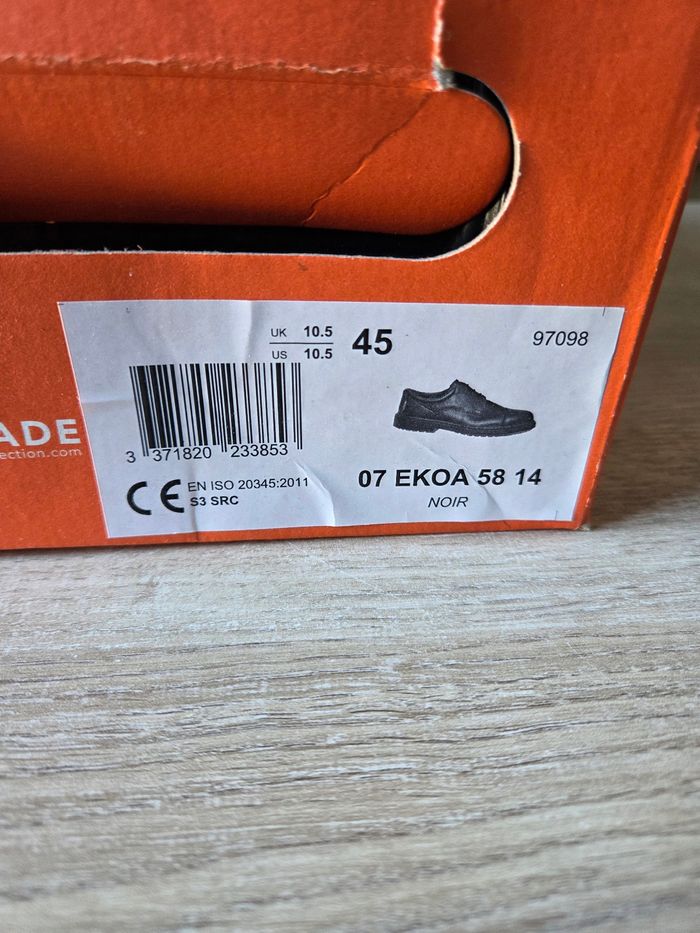 UK 10.5
US 10.5
45
97098
ADE
ection.com
3 371820 233853
CE EN ISO 20345:2011
S3 SRC
07 EKOA 58 14
NOIR